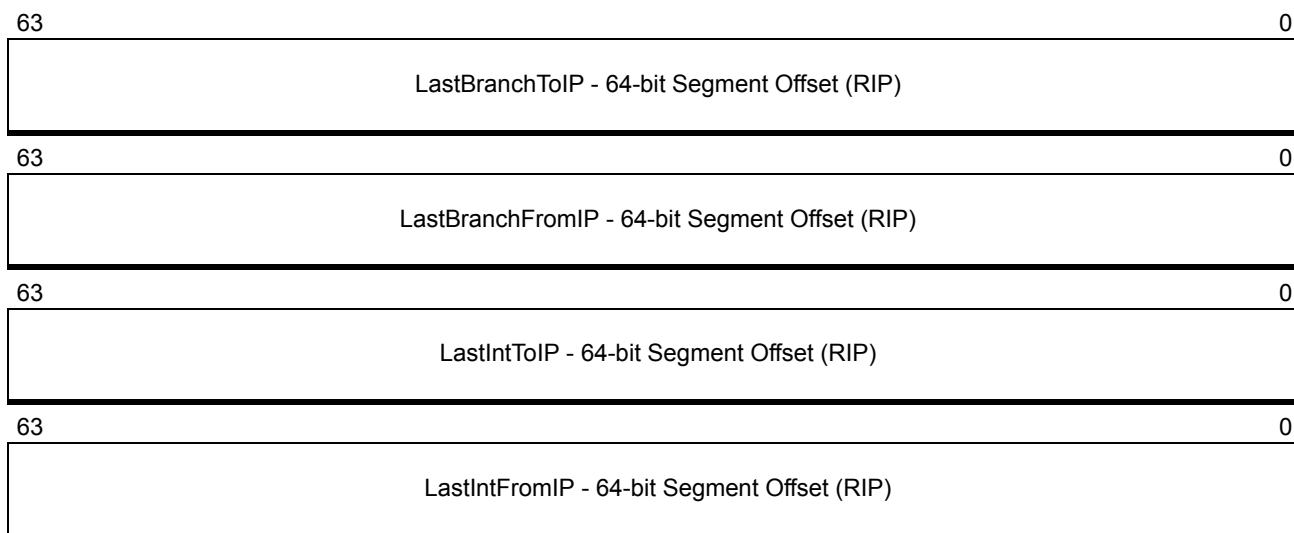 63 0
LastBranchToIP - 64-bit Segment Offset (RIP)
63 0
LastBranchFromIP - 64-bit Segment Offset (RIP)
63 0
LastIntToIP - 64-bit Segment Offset (RIP)
63 0
LastIntFromIP - 64-bit Segment Offset (RIP)